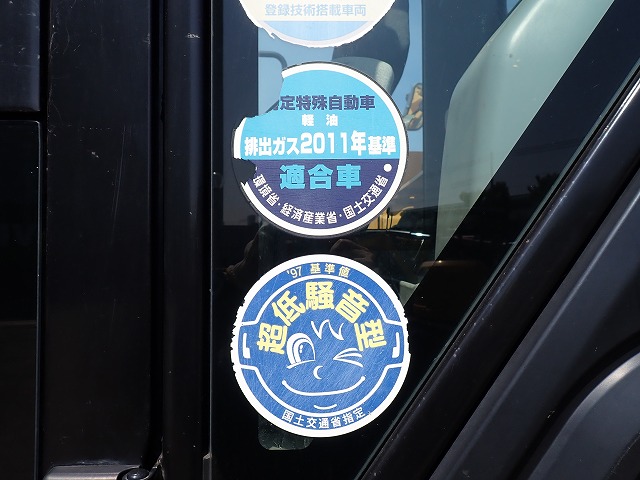 登録技術搭載車両
定特殊自動車
軽油
排出ガス2011年基準
適合車
環境省・経済産業省・国土交通省
'97基準値
超低騒音型
国土交通省指定